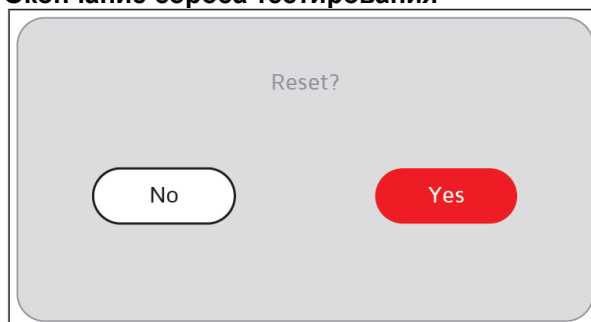 Окончание сброса тестирования
Reset?
No
Yes